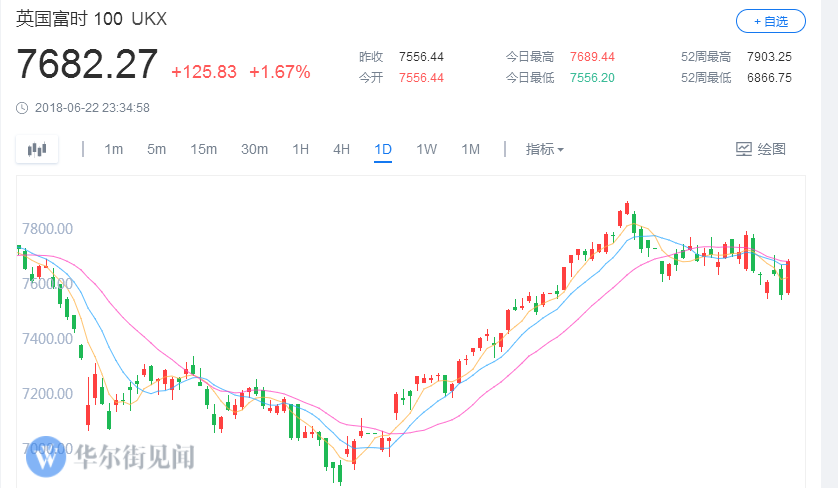 英国富时 100 UKX
+自选
7682.27 +125.83 +1.67%
昨收 7556.44 今日最高 7689.44 52周最高 7903.25
今开 7556.44 今日最低 7556.20 52周最低 6866.75
2018-06-22 23:34:58
1m 5m 15m 30m 1H 4H 1D 1W 1M 指标 绘图
7800.00
7600.00
7400.00
7200.00
7000.00
W 华尔街见闻